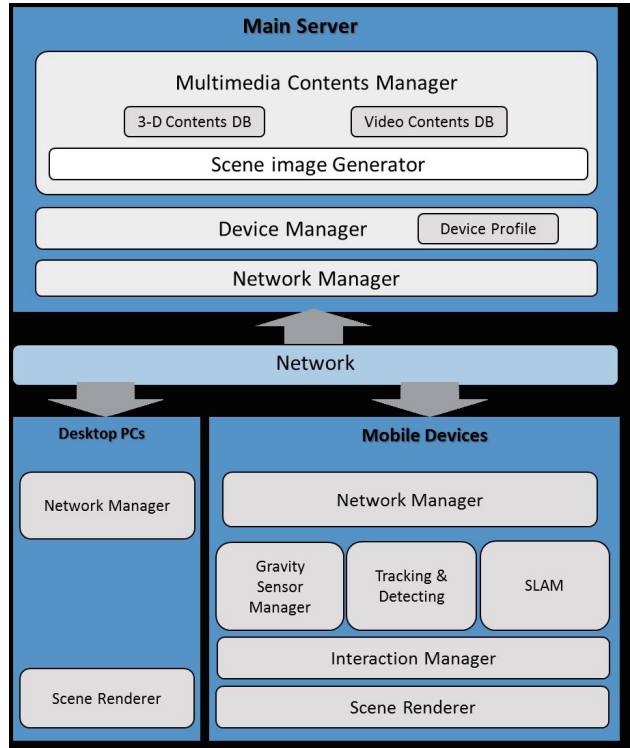 Main Server
Multimedia Contents Manager
3-D Contents DB
Video Contents DB
Scene image Generator
Device Manager
Device Profile
Network Manager
Network
Desktop PCs
Network Manager
Scene Renderer
Mobile Devices
Network Manager
Gravity
Sensor
Manager
Tracking &
Detecting
SLAM
Interaction Manager
Scene Renderer